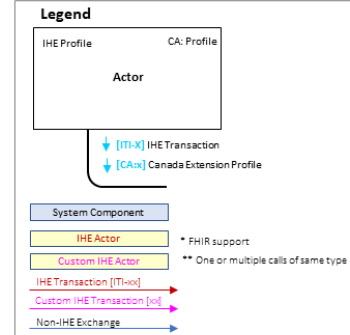 Legend
IHE Profile
CA: Profile
Actor
[ITI-X] IHE Transaction
[CA:x] Canada Extension Profile
System Component
IHE Actor
* FHIR support
Custom IHE Actor
** One or multiple calls of same type
IHE Transaction [ITI-xx]
Custom IHE Transaction [xx]
Non-IHE Exchange